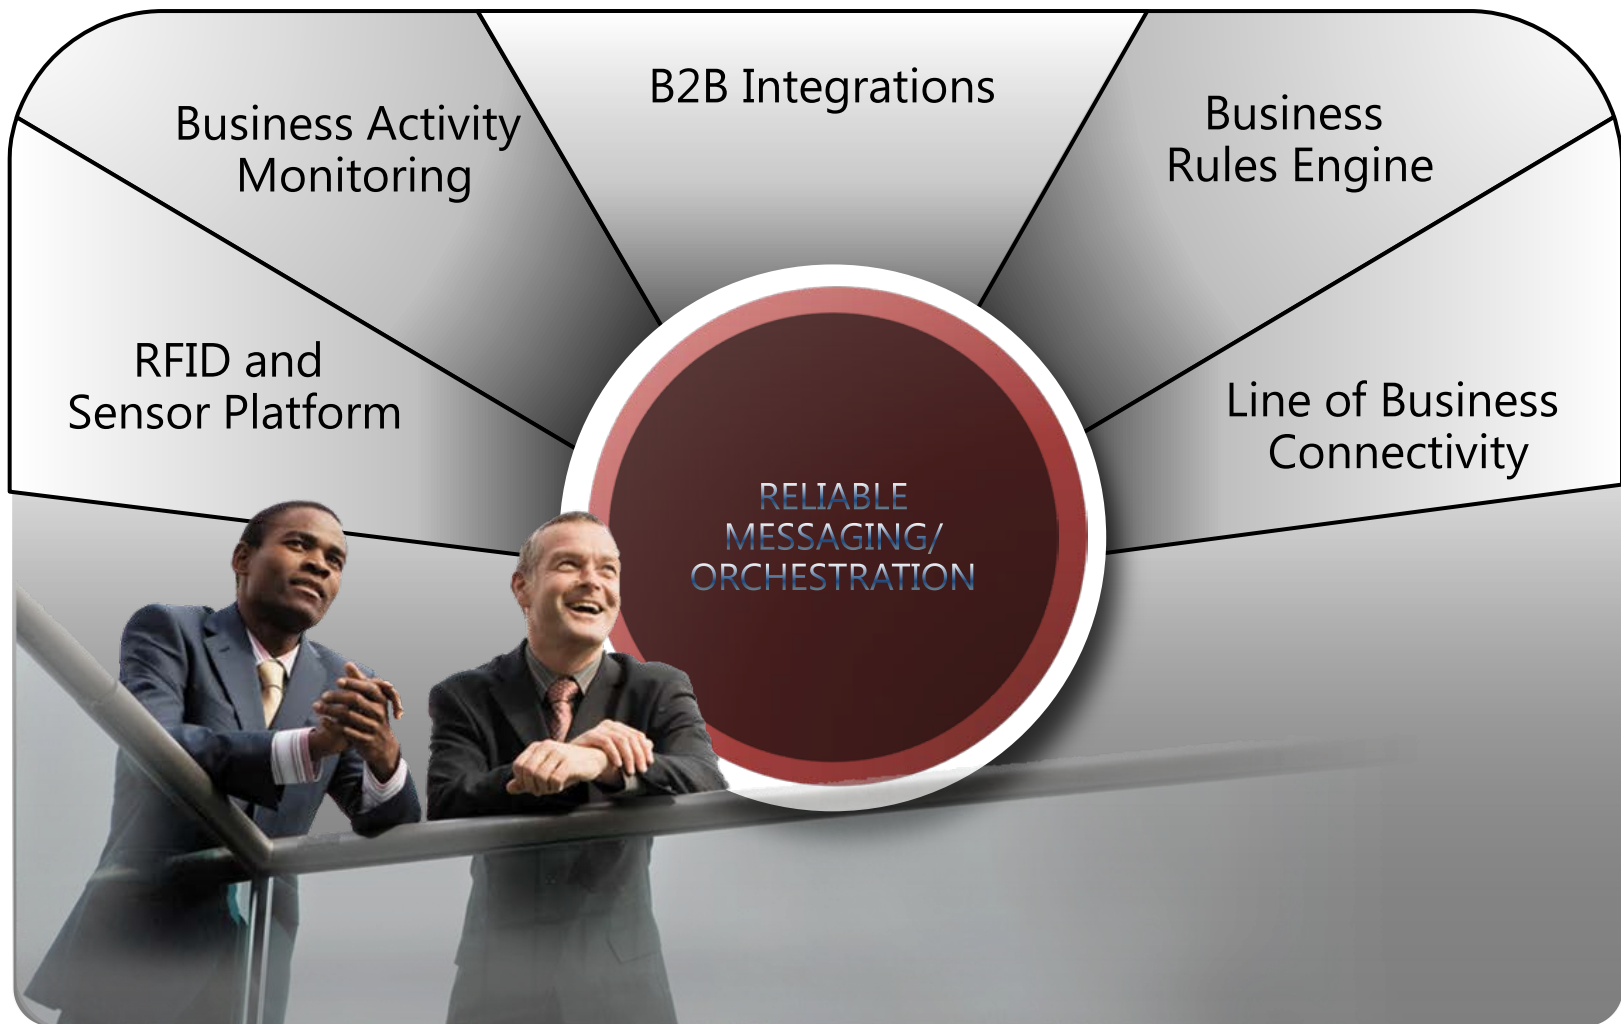 B2B Integrations
Business Activity
Monitoring
Business
Rules Engine
RFID and
Sensor Platform
Line of Business
Connectivity
RELIABLE
MESSAGING/
ORCHESTRATION